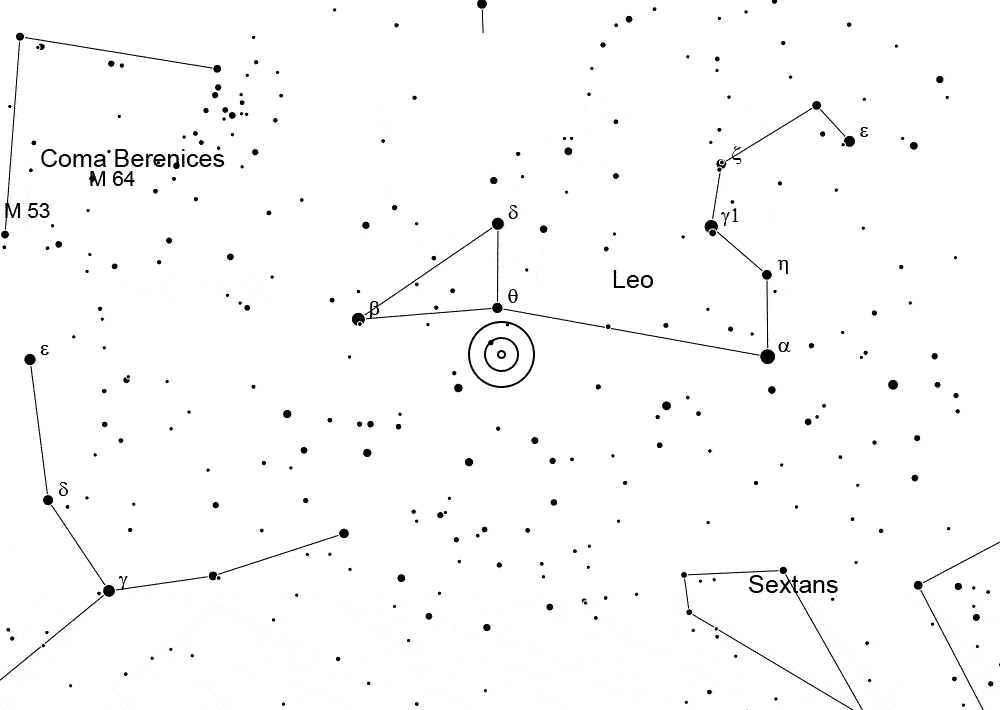 ε
ζ
Coma Berenices
M 64
M 53
δ
γ1
η
Leo
θ
β
α
ε
δ
γ
Sextans